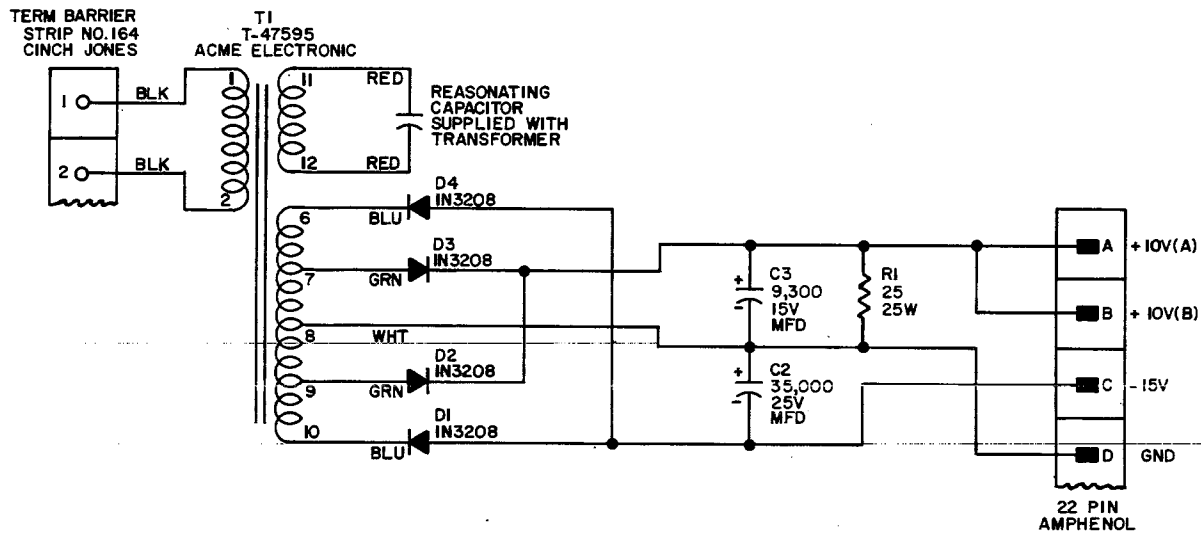 TERM BARRIER
STRIP NO.164
CINCH JONES
T1
T-47595
ACME ELECTRONIC
1
BLK
2
BLK
1
2
11
RED
12
RED
REASONATING
CAPACITOR
SUPPLIED WITH
TRANSFORMER
6
BLU
D4
IN3208
7
GRN
D3
IN3208
8
WHT
9
GRN
D2
IN3208
10
BLU
D1
IN3208
+
-
C3
9,300
15V
MFD
R1
25
25W
+
-
C2
35,000
25V
MFD
A
+10V(A)
B
+10V(B)
C
-15V
D
GND
22 PIN
AMPHENOL